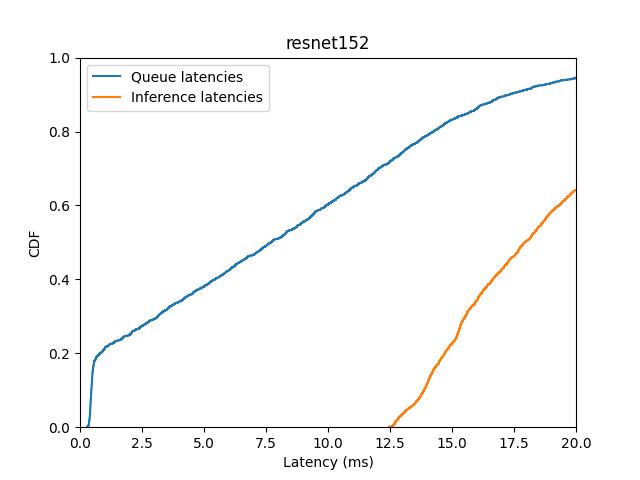 resnet152
Queue latencies
Inference latencies
CDF
1.0
0.8
0.6
0.4
0.2
0.0
0.0 2.5 5.0 7.5 10.0 12.5 15.0 17.5 20.0
Latency (ms)